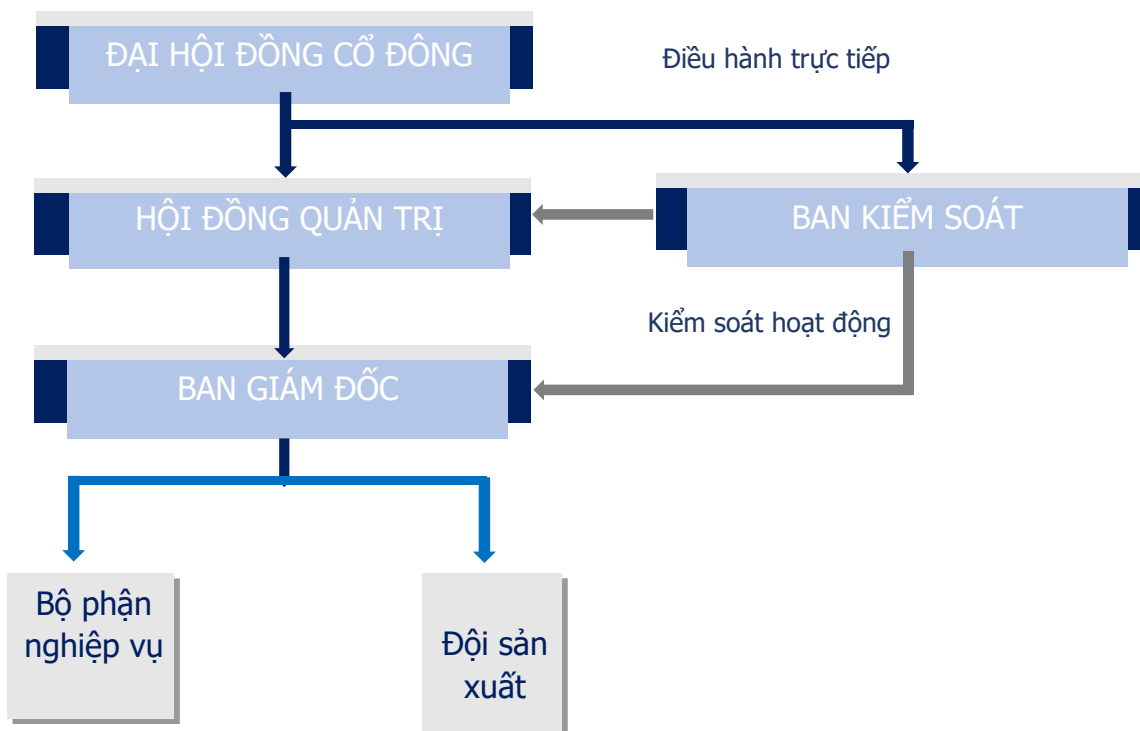 ĐẠI HỘI ĐỒNG CỔ ĐÔNG
Điều hành trực tiếp
HỘI ĐỒNG QUẢN TRỊ
BAN KIỂM SOÁT
Kiểm soát hoạt động
BAN GIÁM ĐỐC
Bộ phận
nghiệp vụ
Đội sản
xuất